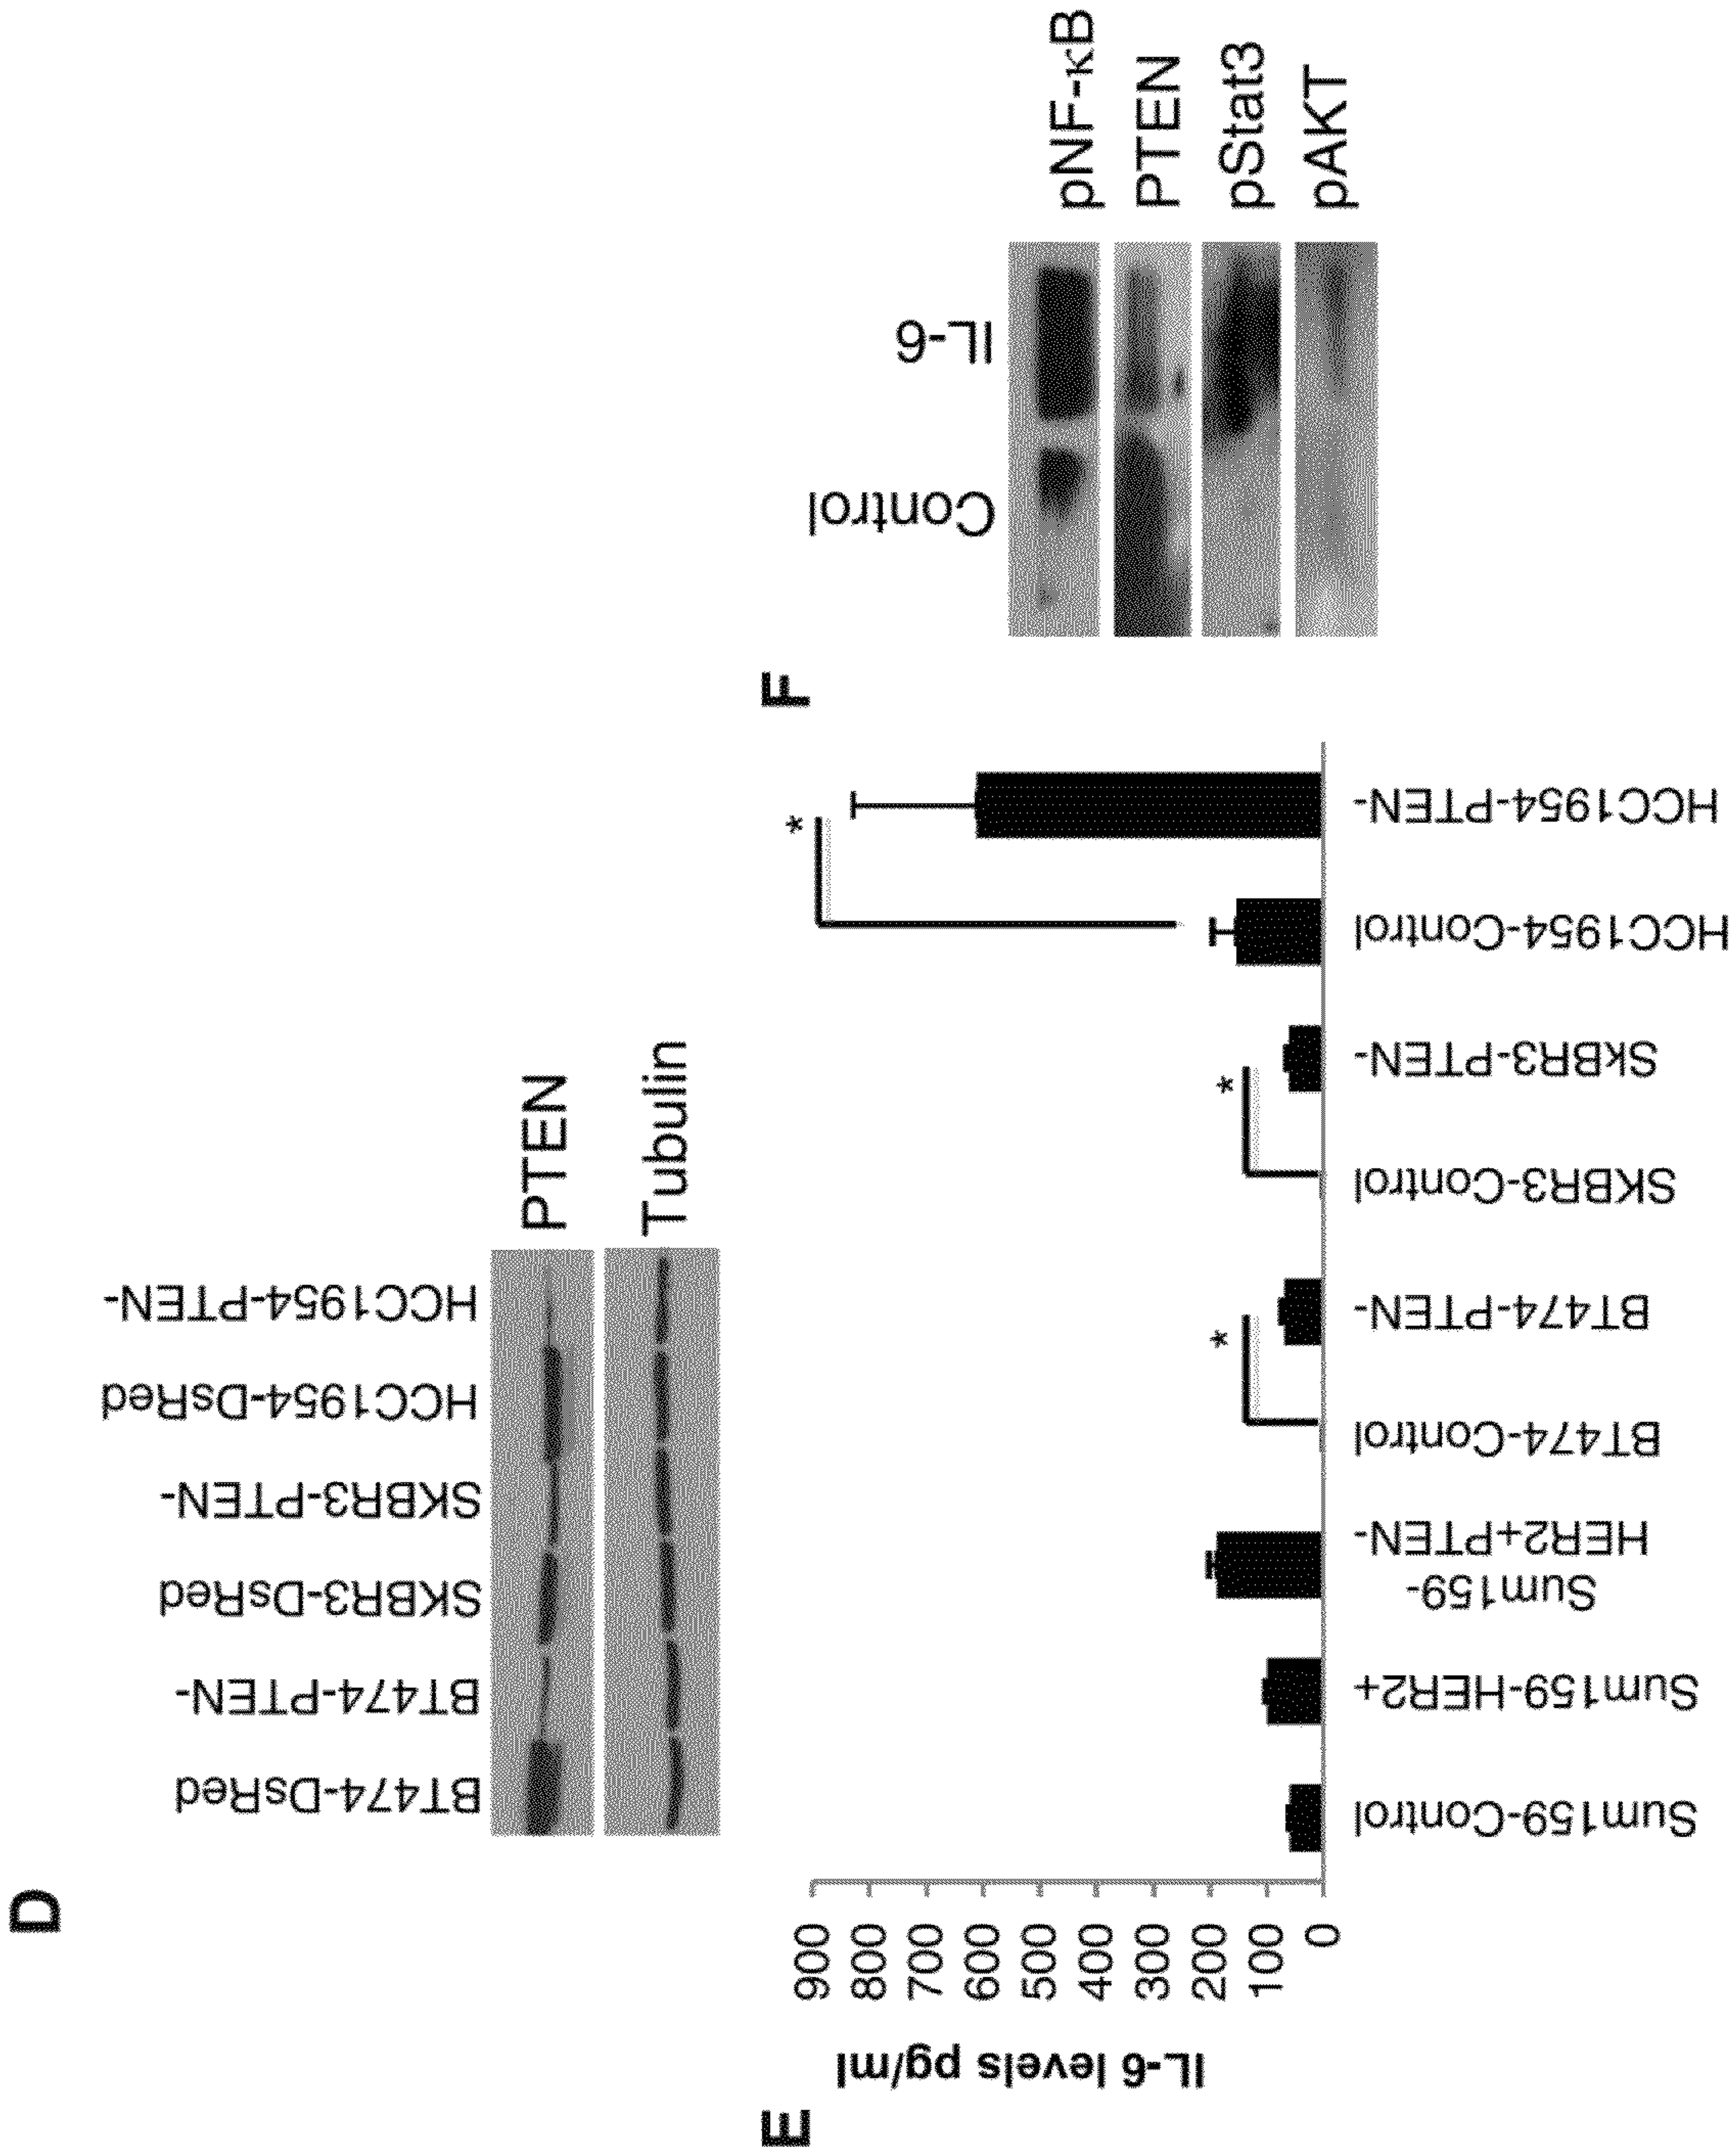 D
BT474-DsRed
BT474-PTEN-
SKBR3-DsRed
SKBR3-PTEN-
HCC1954-DsRed
HCC1954-PTEN-
PTEN
Tubulin
E
IL-6 levels pg/ml
900
800
700
600
500
400
300
200
100
0
*
*
*
Sum159-Control
Sum159-HER2+
Sum159-
HER2+PTEN-
BT474-Control
BT474-PTEN-
SKBR3-Control
SkBR3-PTEN-
HCC1954-Control
HCC1954-PTEN-
F
Control
IL-6
pNF-κB
PTEN
pStat3
pAKT